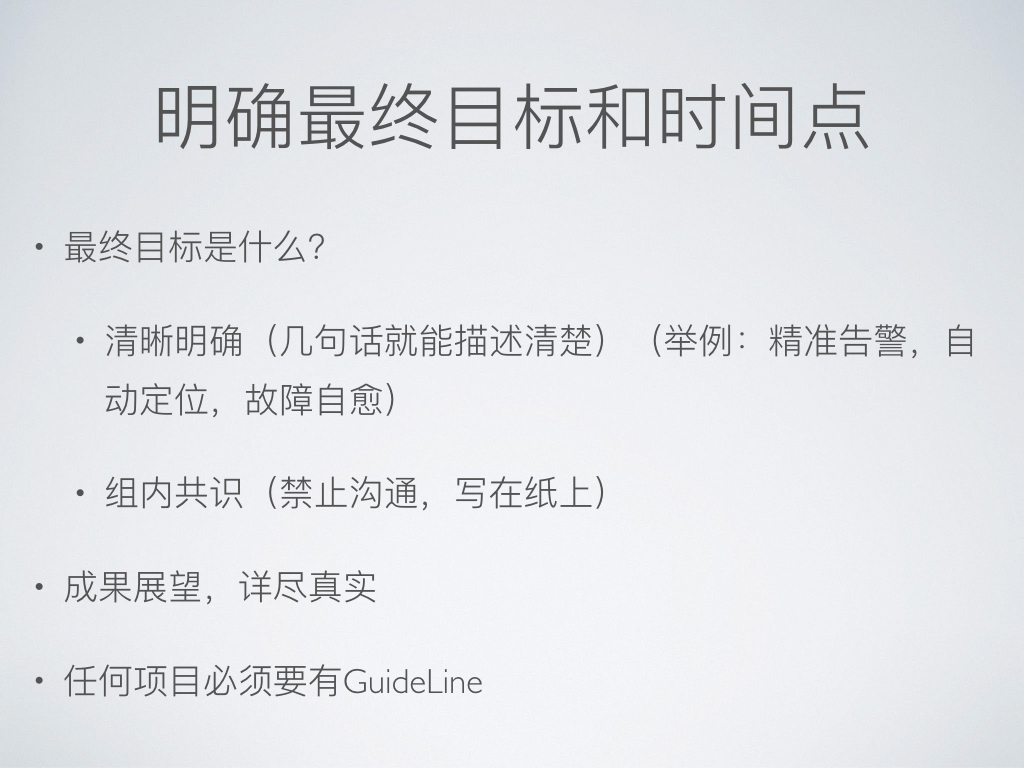 明确最终目标和时间点
• 最终目标是什么?
• 清晰明确（几句话就能描述清楚）（举例：精准告警，自
动定位，故障自愈）
• 组内共识（禁止沟通，写在纸上）
• 成果展望，详尽真实
• 任何项目必须要有GuideLine